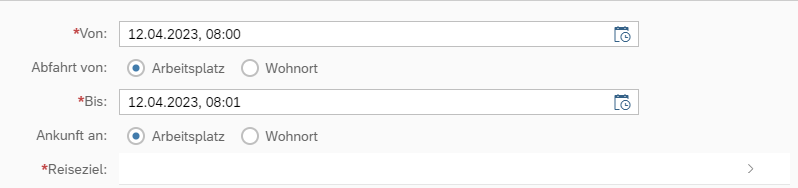 *Von: 12.04.2023, 08:00
Abfahrt von: Arbeitsplatz Wohnort
*Bis: 12.04.2023, 08:01
Ankunft an: Arbeitsplatz Wohnort
*Reiseziel: